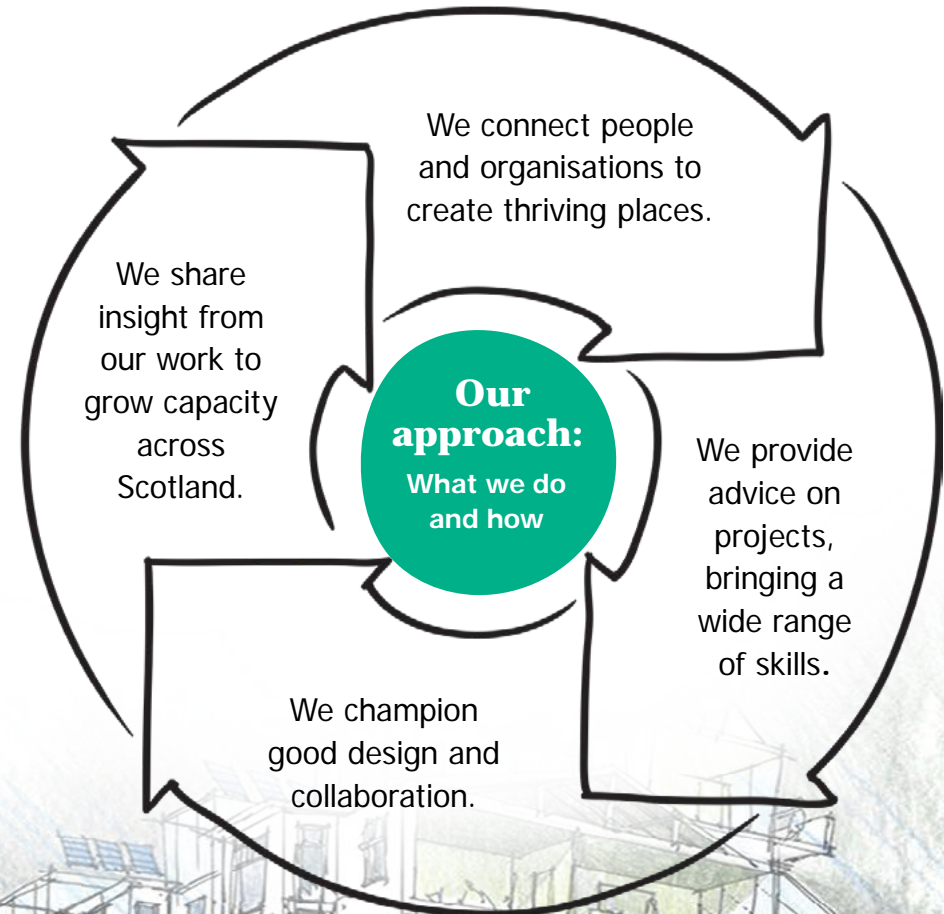 We connect people
and organisations to
create thriving places.
We provide
advice on
projects,
bringing a
wide range
of skills.
We champion
good design and
collaboration.
We share
insight from
our work to
grow capacity
across
Scotland.
Our
approach:
What we do
and how